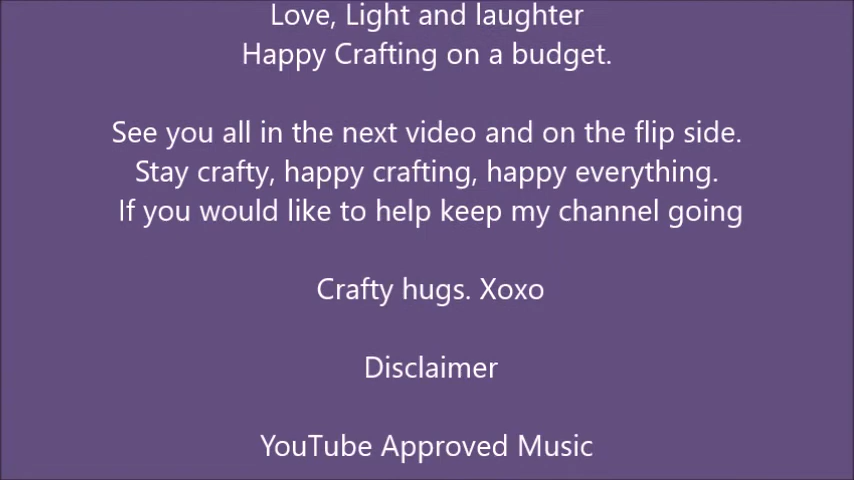 Love, Light and laughter
Happy Crafting on a budget.
See you all in the next video and on the flip side.
Stay crafty, happy crafting, happy everything.
If you would like to help keep my channel going
Crafty hugs. Xoxo
Disclaimer
YouTube Approved Music